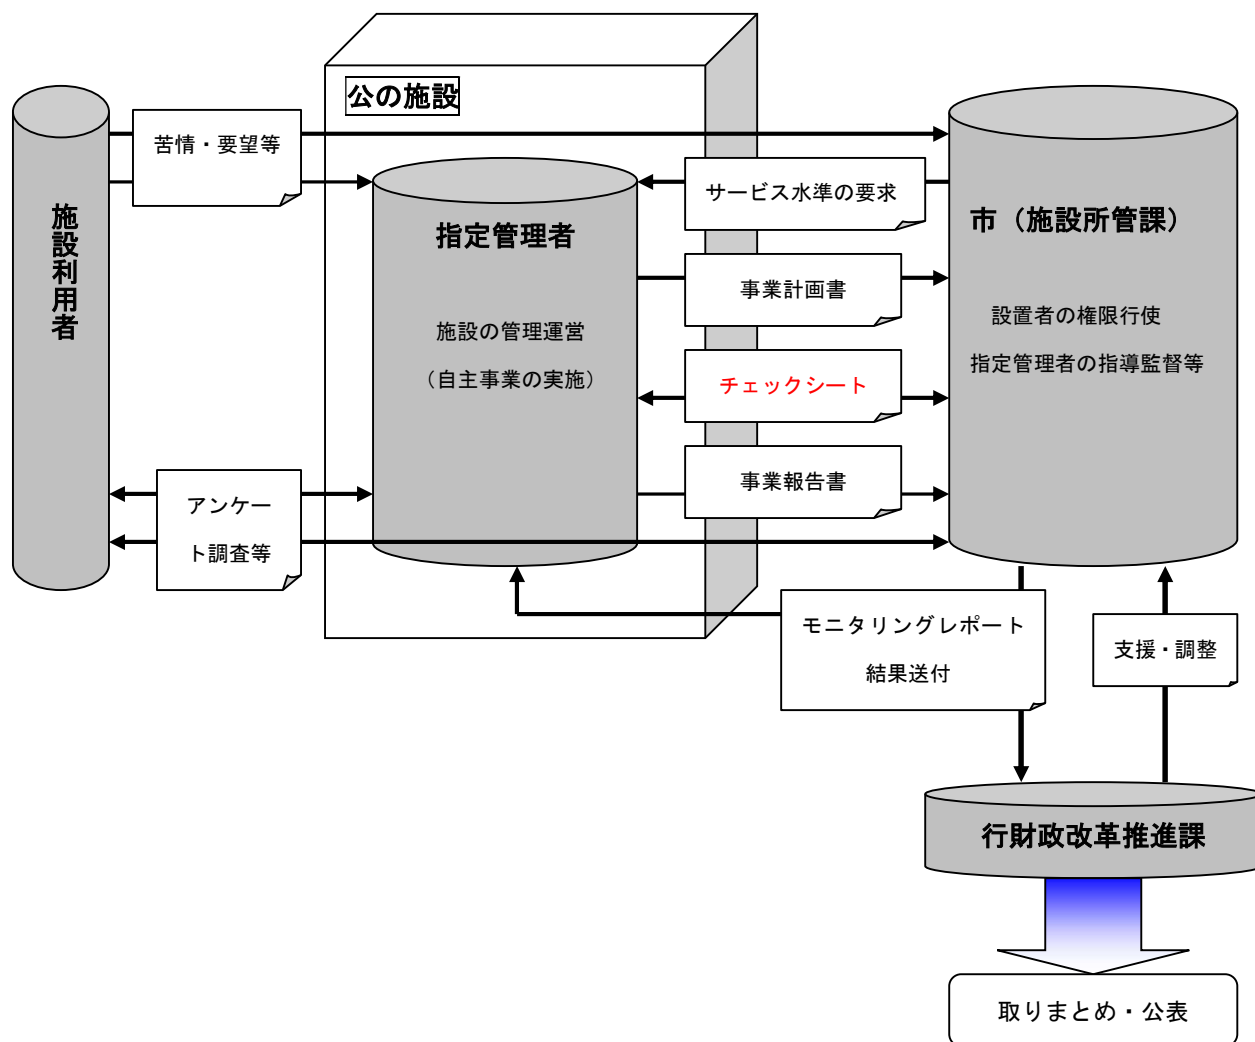 公の施設
苦情・要望等
施設利用者
指定管理者
施設の管理運営
（自主事業の実施）
サービス水準の要求
事業計画書
チェックシート
事業報告書
市（施設所管課）
設置者の権限行使
指定管理者の指導監督等
アンケー
ト調査等
モニタリングレポート
結果送付
支援・調整
行財政改革推進課
取りまとめ・公表